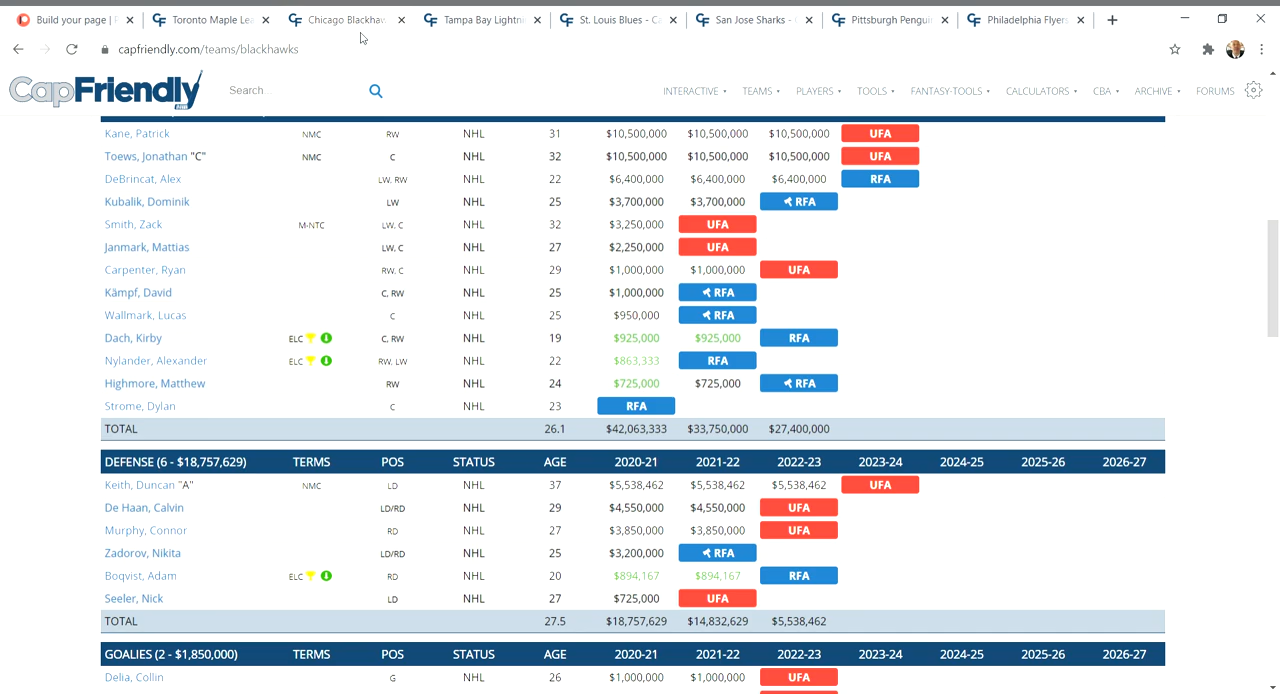 Build your page | Toronto Maple Lea Chicago Blackhaw Tampa Bay Lightni St. Louis Blues - Ca San Jose Sharks - C Pittsburgh Penguin Philadelphia Flyers
capfriendly.com/teams/blackhawks
CapFriendly Search... INTERACTIVE TEAMS PLAYERS TOOLS FANTASY-TOOLS CALCULATORS CBA ARCHIVE FORUMS
Kane, Patrick NMC RW NHL 31 $10,500,000 $10,500,000 $10,500,000 UFA
Toews, Jonathan "C" NMC C NHL 32 $10,500,000 $10,500,000 $10,500,000 UFA
DeBrincat, Alex LW, RW NHL 22 $6,400,000 $6,400,000 $6,400,000 RFA
Kubalik, Dominik LW NHL 25 $3,700,000 $3,700,000 RFA
Smith, Zack M-NTC LW, C NHL 32 $3,250,000 UFA
Janmark, Mattias LW, C NHL 27 $2,250,000 UFA
Carpenter, Ryan RW, C NHL 29 $1,000,000 $1,000,000 UFA
Kämpf, David C, RW NHL 25 $1,000,000 RFA
Wallmark, Lucas C NHL 25 $950,000 RFA
Dach, Kirby ELC C, RW NHL 19 $925,000 $925,000 RFA
Nylander, Alexander ELC RW, LW NHL 22 $863,333 RFA
Highmore, Matthew RW NHL 24 $725,000 $725,000 RFA
Strome, Dylan C NHL 23 RFA
TOTAL 26.1 $42,063,333 $33,750,000 $27,400,000
DEFENSE (6 - $18,757,629) TERMS POS STATUS AGE 2020-21 2021-22 2022-23 2023-24 2024-25 2025-26 2026-27
Keith, Duncan "A" NMC LD NHL 37 $5,538,462 $5,538,462 $5,538,462 UFA
De Haan, Calvin LD/RD NHL 29 $4,550,000 $4,550,000 UFA
Murphy, Connor RD NHL 27 $3,850,000 $3,850,000 UFA
Zadorov, Nikita LD/RD NHL 25 $3,200,000 RFA
Boqvist, Adam ELC RD NHL 20 $894,167 $894,167 RFA
Seeler, Nick LD NHL 27 $725,000 UFA
TOTAL 27.5 $18,757,629 $14,832,629 $5,538,462
GOALIES (2 - $1,850,000) TERMS POS STATUS AGE 2020-21 2021-22 2022-23 2023-24 2024-25 2025-26 2026-27
Delia, Collin G NHL 26 $1,000,000 $1,000,000 UFA